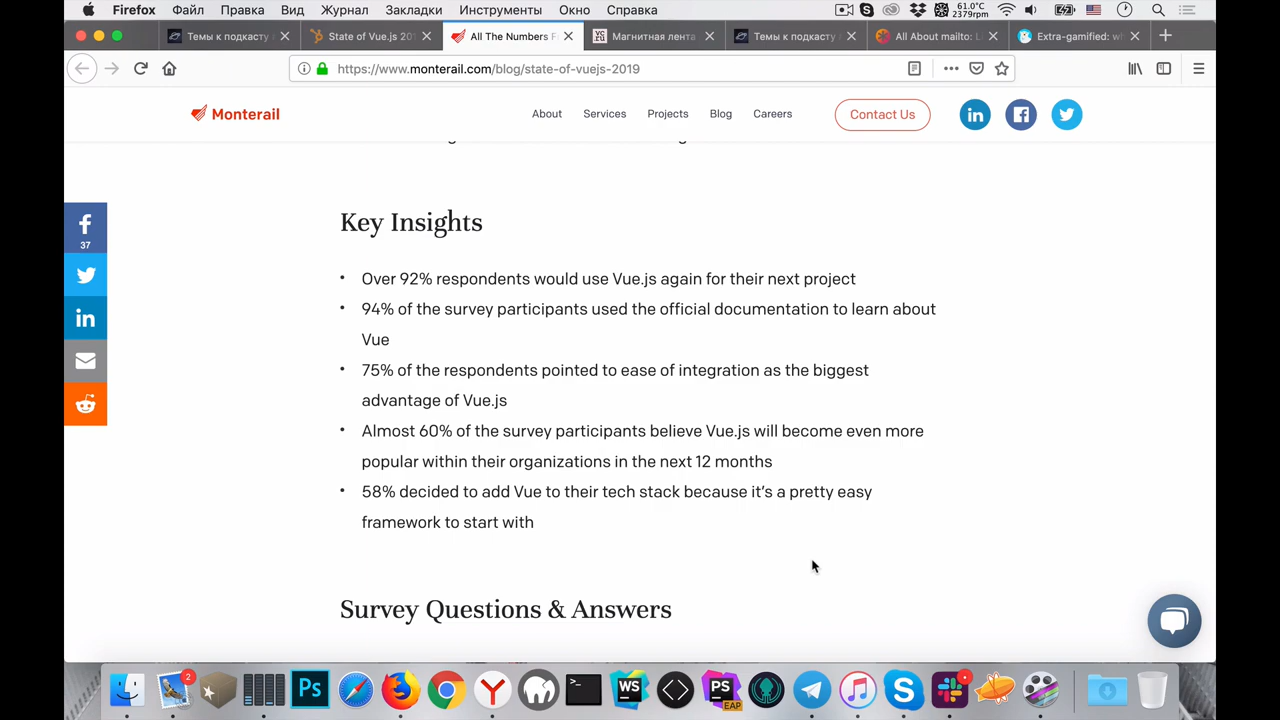 Firefox Файл Правка Вид Журнал Закладки Инструменты Окно Справка 61.0°C 2379rpm
Темы к подкасту
State of Vue.js 201
All The Numbers F
Магнитная лента
Темы к подкасту
All About mailto: L
Extra-gamified: wh
https://www.monterail.com/blog/state-of-vuejs-2019
Monterail About Services Projects Blog Careers Contact Us
37
Key Insights
• Over 92% respondents would use Vue.js again for their next project
• 94% of the survey participants used the official documentation to learn about
Vue
• 75% of the respondents pointed to ease of integration as the biggest
advantage of Vue.js
• Almost 60% of the survey participants believe Vue.js will become even more
popular within their organizations in the next 12 months
• 58% decided to add Vue to their tech stack because it's a pretty easy
framework to start with
Survey Questions & Answers
2
Ps
WS
PS
EAP